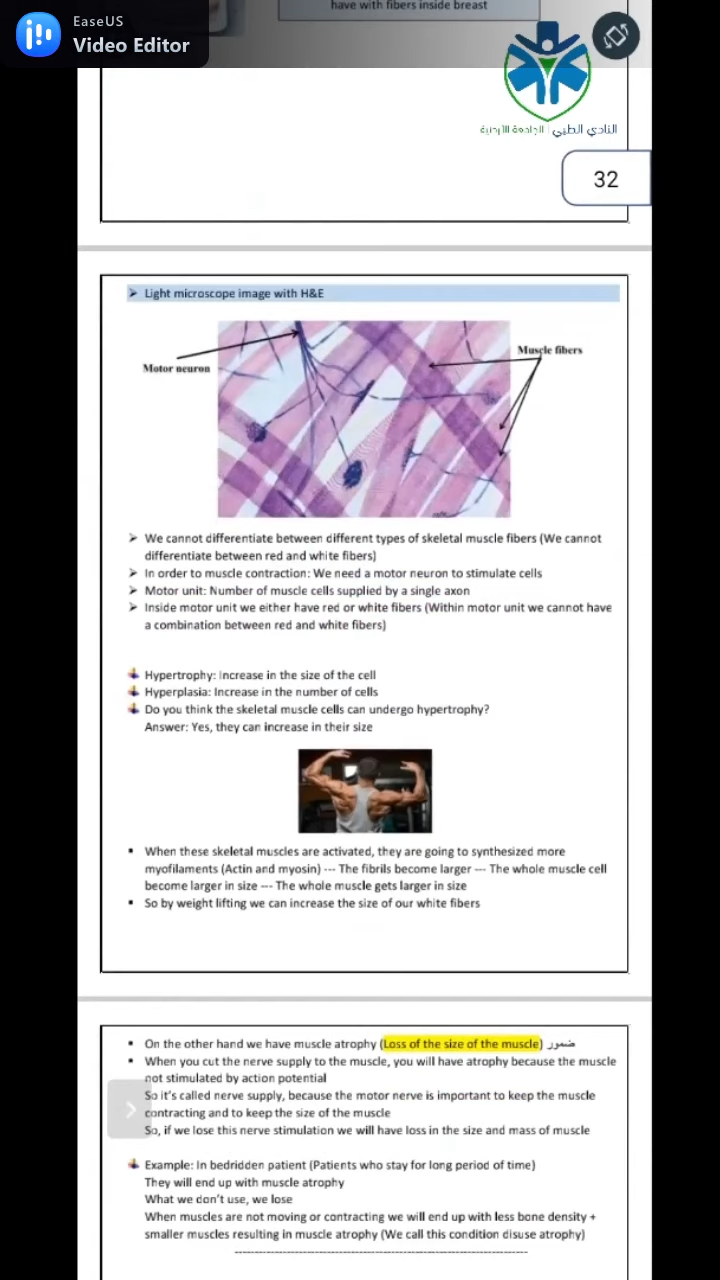 have with fibers inside breast
EaseUS
Video Editor
النادي الطبي | الجامعة الأردنية
32
➢ Light microscope image with H&E
Motor neuron
Muscle fibers
➢ We cannot differentiate between different types of skeletal muscle fibers (We cannot
differentiate between red and white fibers)
➢ In order to muscle contraction: We need a motor neuron to stimulate cells
➢ Motor unit: Number of muscle cells supplied by a single axon
➢ Inside motor unit we either have red or white fibers (Within motor unit we cannot have
a combination between red and white fibers)
Hypertrophy: Increase in the size of the cell
Hyperplasia: Increase in the number of cells
Do you think the skeletal muscle cells can undergo hypertrophy?
Answer: Yes, they can increase in their size
▪ When these skeletal muscles are activated, they are going to synthesized more
myofilaments (Actin and myosin) --- The fibrils become larger --- The whole muscle cell
become larger in size --- The whole muscle gets larger in size
▪ So by weight lifting we can increase the size of our white fibers
▪ On the other hand we have muscle atrophy (Loss of the size of the muscle) ضمور
▪ When you cut the nerve supply to the muscle, you will have atrophy because the muscle
not stimulated by action potential
So it's called nerve supply, because the motor nerve is important to keep the muscle
contracting and to keep the size of the muscle
So, if we lose this nerve stimulation we will have loss in the size and mass of muscle
Example: In bedridden patient (Patients who stay for long period of time)
They will end up with muscle atrophy
What we don't use, we lose
When muscles are not moving or contracting we will end up with less bone density +
smaller muscles resulting in muscle atrophy (We call this condition disuse atrophy)